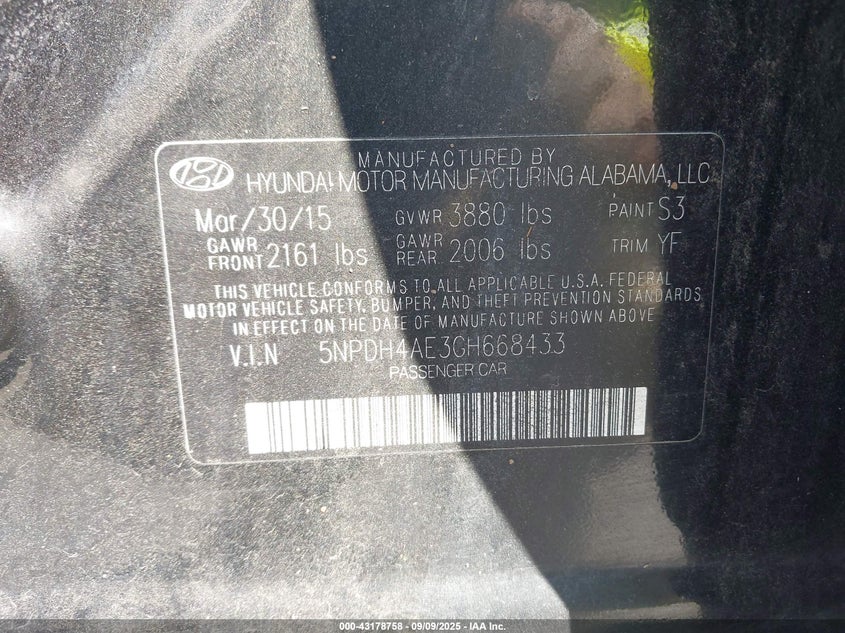 MANUFACTURED BY
HYUNDAI MOTOR MANUFACTURING ALABAMA, LLC
Mar/30/15 GVWR 3880 lbs PAINT S3
GAWR FRONT 2161 lbs GAWR REAR 2006 lbs TRIM YF
THIS VEHICLE CONFORMS TO ALL APPLICABLE U.S.A. FEDERAL
MOTOR VEHICLE SAFETY, BUMPER, AND THEFT PREVENTION STANDARDS
IN EFFECT ON THE DATE OF MANUFACTURE SHOWN ABOVE
V.I.N 5NPDH4AE3GH668433
PASSENGER CAR
000-43178758 - 09/09/2025 - IAA Inc.